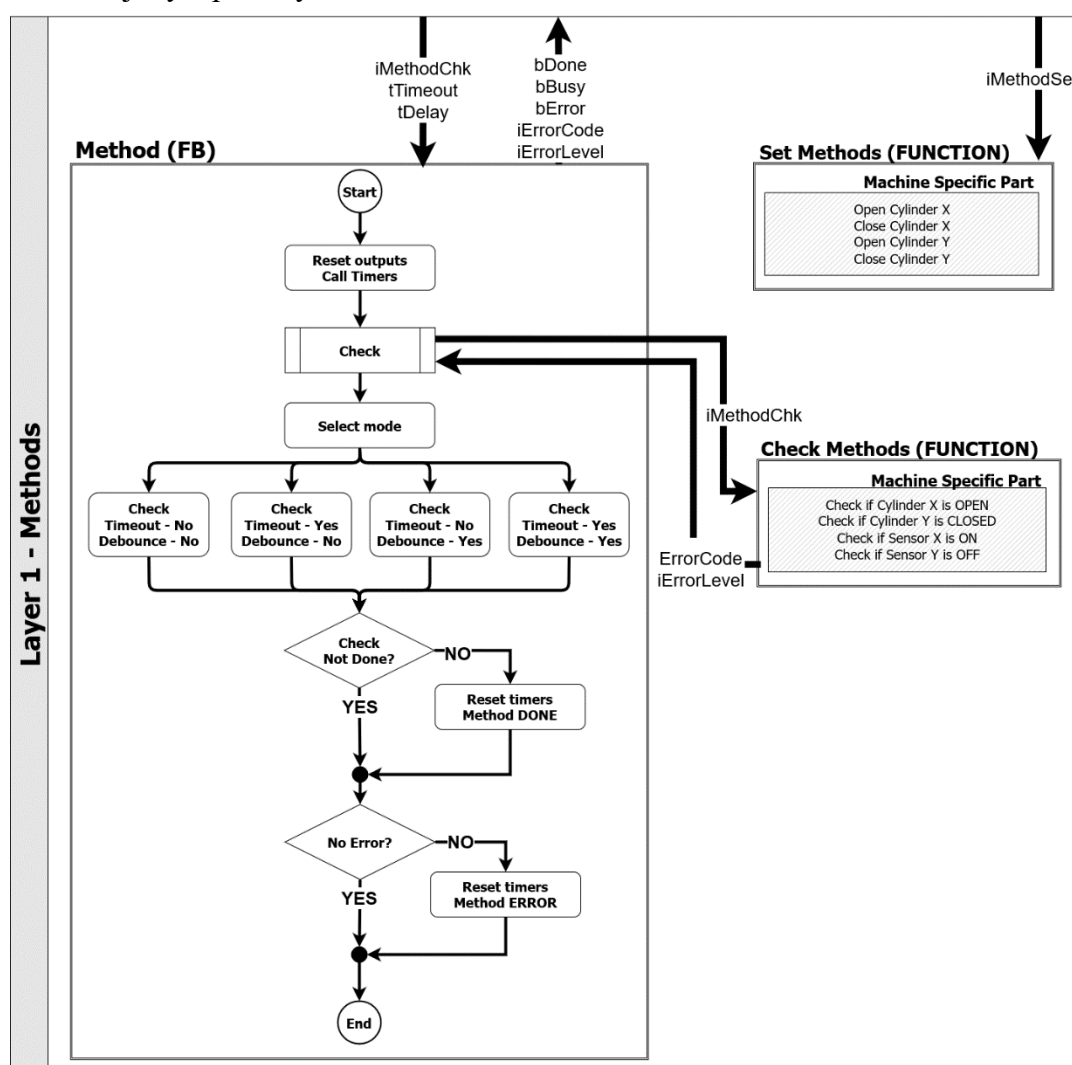 iMethodChk
tTimeout
tDelay
bDone
bBusy
bError
iErrorCode
iErrorLevel
iMethodSe
Method (FB)
Start
Reset outputs
Call Timers
Check
Select mode
Check
Timeout - No
Debounce - No
Check
Timeout - Yes
Debounce - No
Check
Timeout - No
Debounce - Yes
Check
Timeout - Yes
Debounce - Yes
Check
Not Done?
NO
YES
Reset timers
Method DONE
No Error?
NO
YES
Reset timers
Method ERROR
End
Set Methods (FUNCTION)
Machine Specific Part
Open Cylinder X
Close Cylinder X
Open Cylinder Y
Close Cylinder Y
iMethodChk
Check Methods (FUNCTION)
Machine Specific Part
Check if Cylinder X is OPEN
Check if Cylinder Y is CLOSED
Check if Sensor X is ON
Check if Sensor Y is OFF
ErrorCode
iErrorLevel
Layer 1 - Methods